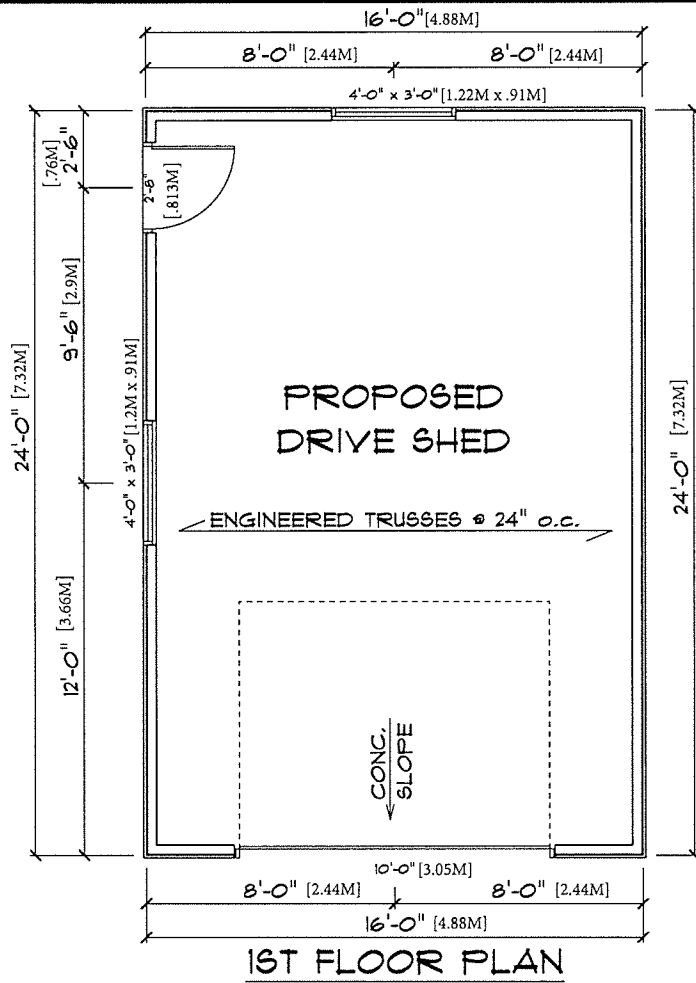 16'-0" [4.88M]
8'-0" [2.44M]
8'-0" [2.44M]
4'-0" x 3'-0" [1.22M x .91M]
2'-6"
[.76M]
2'-8"
[.813M]
9'-6" [2.9M]
24'-0" [7.32M]
4'-0" x 3'-0" [1.2M x .91M]
24'-0" [7.32M]
PROPOSED
DRIVE SHED
ENGINEERED TRUSSES @ 24" o.c.
12'-0" [3.66M]
CONC.
SLOPE
10'-0" [3.05M]
8'-0" [2.44M]
8'-0" [2.44M]
16'-0" [4.88M]
1ST FLOOR PLAN